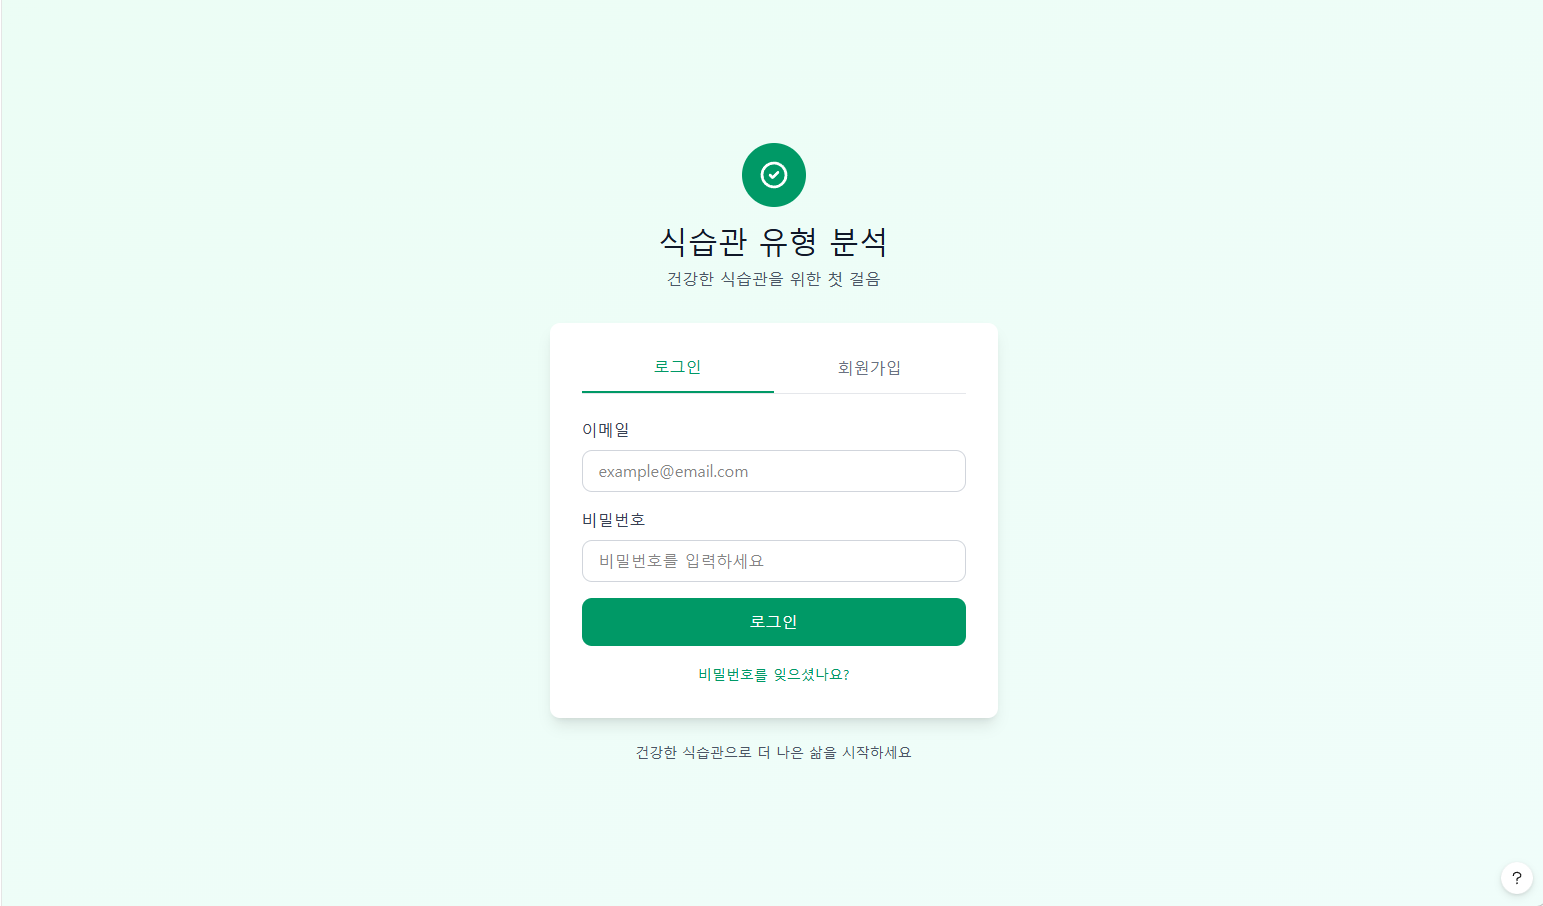 식습관 유형 분석
건강한 식습관을 위한 첫 걸음
로그인 회원가입
이메일
example@email.com
비밀번호
비밀번호를 입력하세요
로그인
비밀번호를 잊으셨나요?
건강한 식습관으로 더 나은 삶을 시작하세요
?